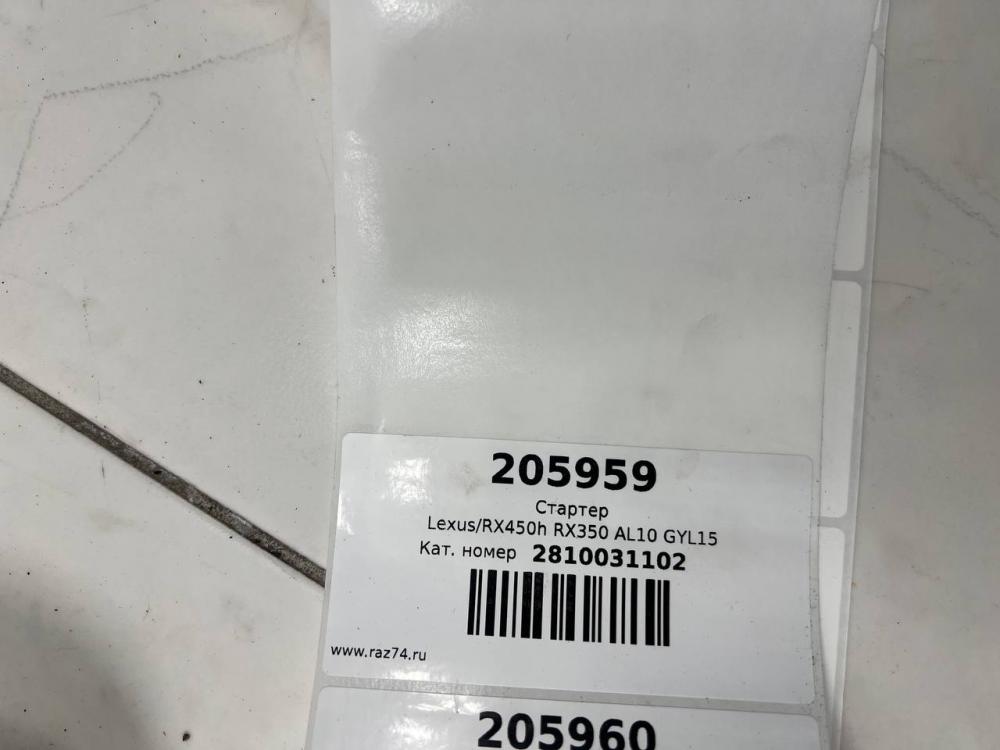 205959
Стартер
Lexus/RX450h RX350 AL10 GYL15
Кат. номер 2810031102
www.raz74.ru
205960